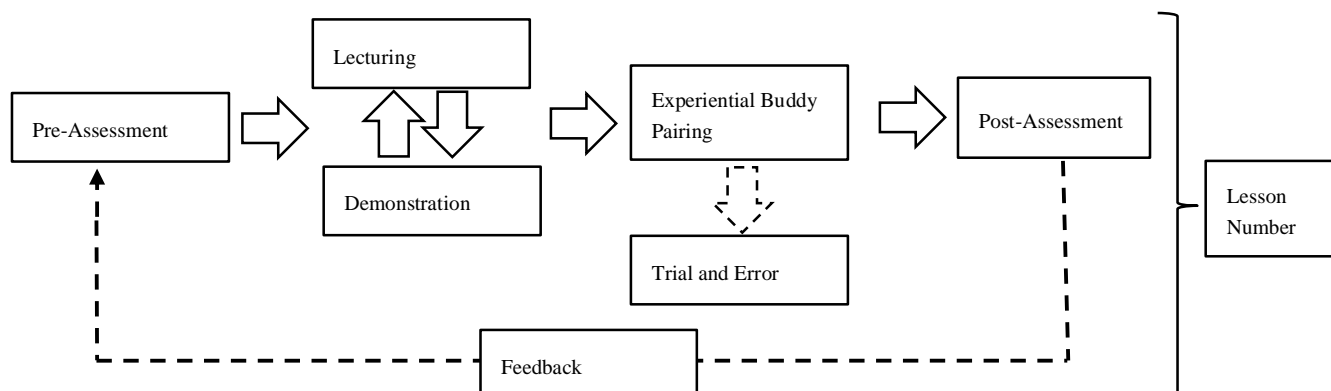 Lecturing
Pre-Assessment
Demonstration
Experiential Buddy
Pairing
Trial and Error
Post-Assessment
Lesson
Number
Feedback